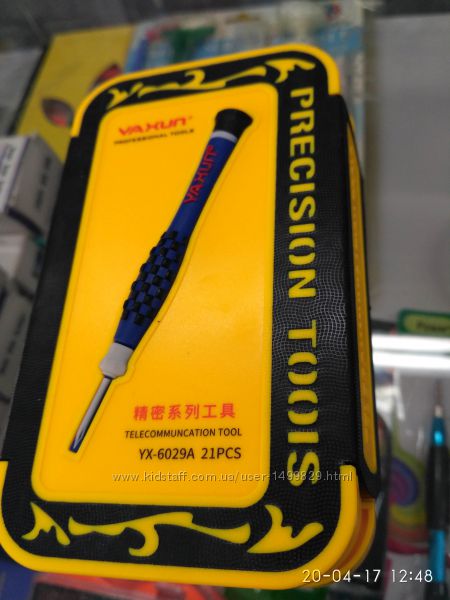 YAXUN
PROFESSIONAL TOOLS
YAXUN
PRECISION TOOLS
精密系列工具
TELECOMMUNCATION TOOL
YX-6029A 21PCS
www.kidstaff.com.ua/user-1499829.html
20-04-17 12:48